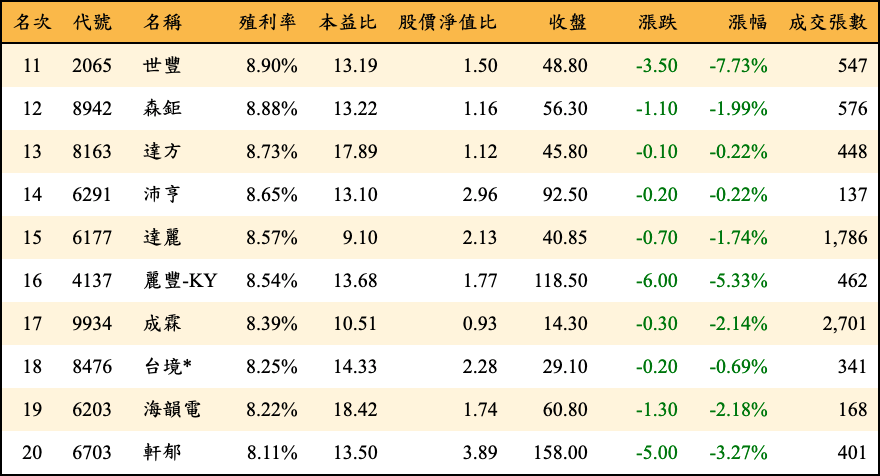 名次 代號 名稱 殖利率 本益比 股價淨值比 收盤 漲跌 漲幅 成交張數
11 2065 世豐 8.90% 13.19 1.50 48.80 -3.50 -7.73% 547
12 8942 森鉅 8.88% 13.22 1.16 56.30 -1.10 -1.99% 576
13 8163 達方 8.73% 17.89 1.12 45.80 -0.10 -0.22% 448
14 6291 沛亨 8.65% 13.10 2.96 92.50 -0.20 -0.22% 137
15 6177 達麗 8.57% 9.10 2.13 40.85 -0.70 -1.74% 1,786
16 4137 麗豐-KY 8.54% 13.68 1.77 118.50 -6.00 -5.33% 462
17 9934 成霖 8.39% 10.51 0.93 14.30 -0.30 -2.14% 2,701
18 8476 台境* 8.25% 14.33 2.28 29.10 -0.20 -0.69% 341
19 6203 海韻電 8.22% 18.42 1.74 60.80 -1.30 -2.18% 168
20 6703 軒郁 8.11% 13.50 3.89 158.00 -5.00 -3.27% 401